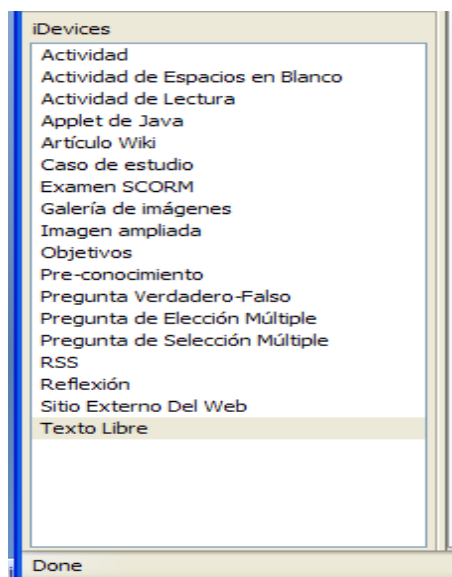 iDevices
Actividad
Actividad de Espacios en Blanco
Actividad de Lectura
Applet de Java
Artículo Wiki
Caso de estudio
Examen SCORM
Galería de imágenes
Imagen ampliada
Objetivos
Pre-conocimiento
Pregunta Verdadero-Falso
Pregunta de Elección Múltiple
Pregunta de Selección Múltiple
RSS
Reflexión
Sitio Externo Del Web
Texto Libre
Done